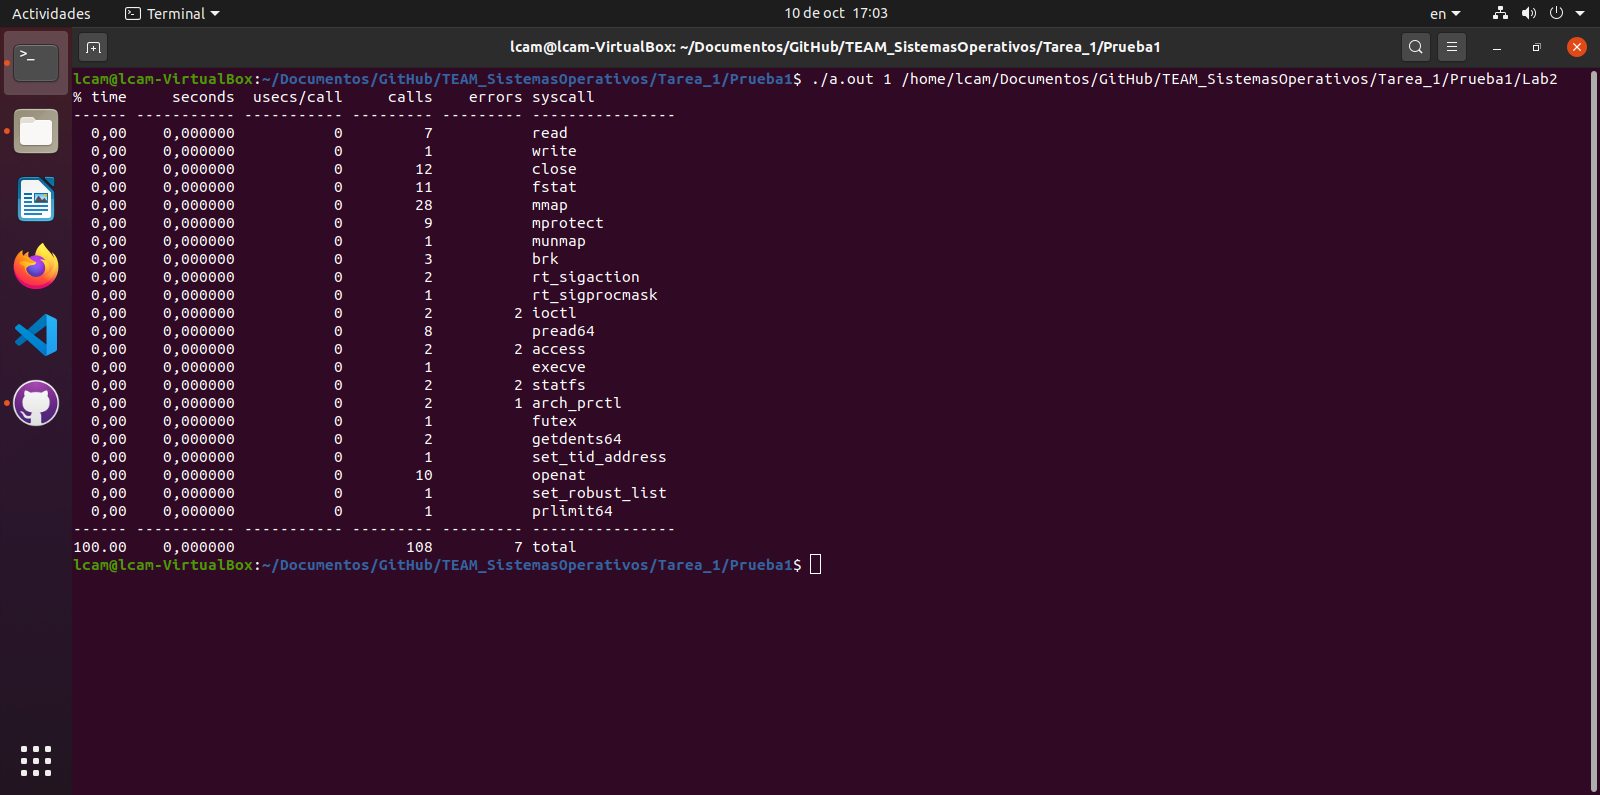 Actividades Terminal 10 de oct 17:03 en
lcam@lcam-VirtualBox: ~/Documentos/GitHub/TEAM_SistemasOperativos/Tarea_1/Prueba1
lcam@lcam-VirtualBox:~/Documentos/GitHub/TEAM_SistemasOperativos/Tarea_1/Prueba1$ ./a.out 1 /home/lcam/Documentos/GitHub/TEAM_SistemasOperativos/Tarea_1/Prueba1/Lab2
% time     seconds  usecs/call     calls    errors syscall
------ ----------- ----------- --------- --------- ----------------
  0,00    0,000000           0         7           read
  0,00    0,000000           0         1           write
  0,00    0,000000           0        12           close
  0,00    0,000000           0        11           fstat
  0,00    0,000000           0        28           mmap
  0,00    0,000000           0         9           mprotect
  0,00    0,000000           0         1           munmap
  0,00    0,000000           0         3           brk
  0,00    0,000000           0         2           rt_sigaction
  0,00    0,000000           0         1           rt_sigprocmask
  0,00    0,000000           0         2         2 ioctl
  0,00    0,000000           0         8           pread64
  0,00    0,000000           0         2         2 access
  0,00    0,000000           0         1           execve
  0,00    0,000000           0         2         2 statfs
  0,00    0,000000           0         2         1 arch_prctl
  0,00    0,000000           0         1           futex
  0,00    0,000000           0         2           getdents64
  0,00    0,000000           0         1           set_tid_address
  0,00    0,000000           0        10           openat
  0,00    0,000000           0         1           set_robust_list
  0,00    0,000000           0         1           prlimit64
------ ----------- ----------- --------- --------- ----------------
100.00    0,000000                   108         7 total
lcam@lcam-VirtualBox:~/Documentos/GitHub/TEAM_SistemasOperativos/Tarea_1/Prueba1$